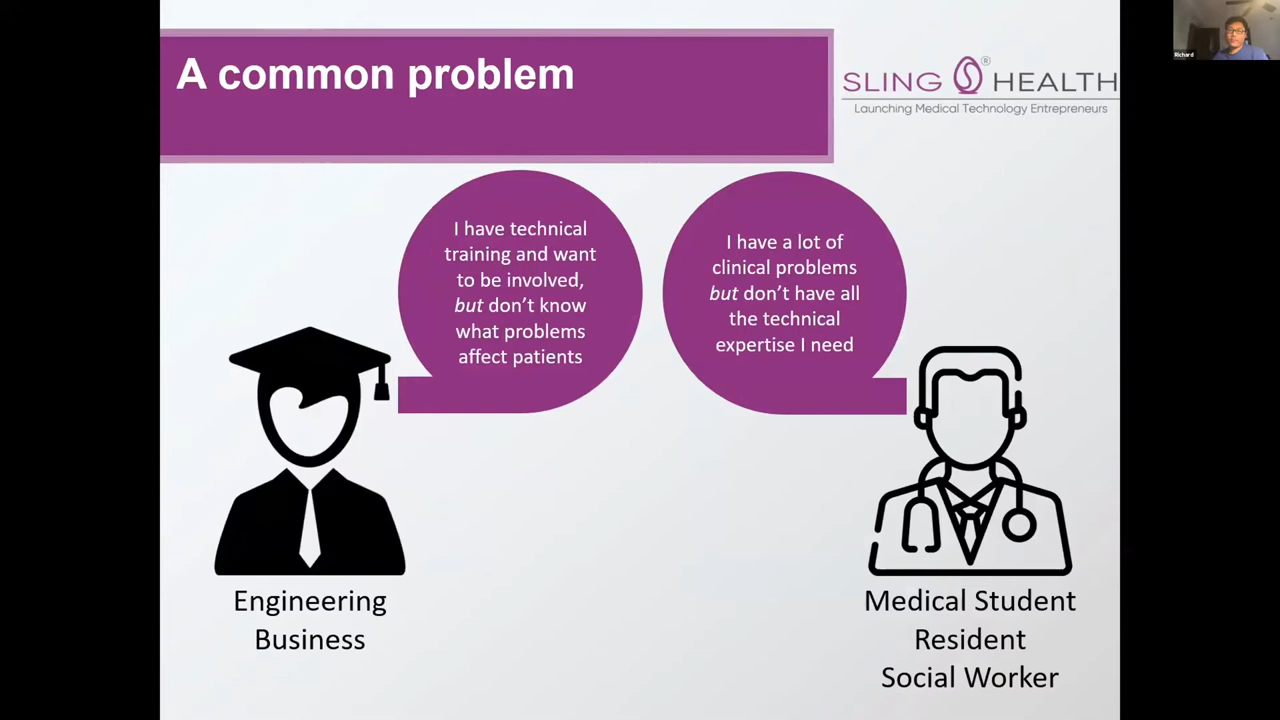 A common problem
SLING HEALTH
®
Launching Medical Technology Entrepreneurs
Richard
I have technical
training and want
to be involved,
but don't know
what problems
affect patients
I have a lot of
clinical problems
but don't have all
the technical
expertise I need
Engineering
Business
Medical Student
Resident
Social Worker